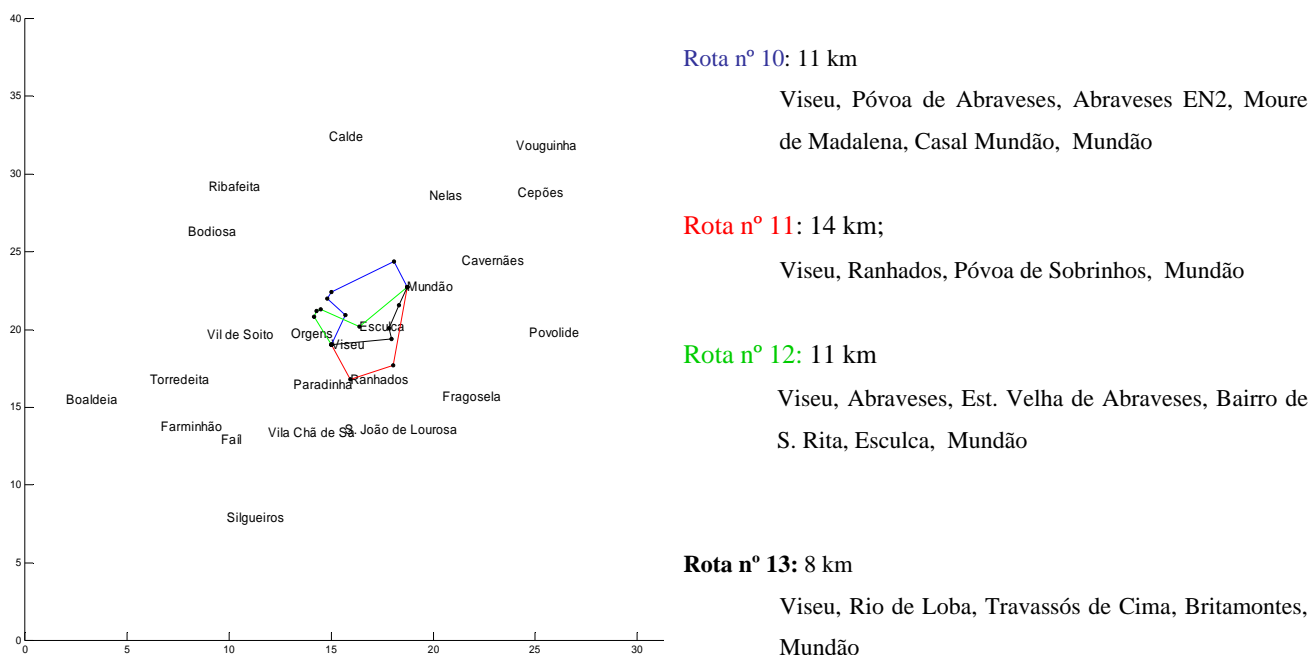 40
35
30
25
20
15
10
5
0
0 5 10 15 20 25 30
Calde
Vouguinha
Ribafeita
Nelas
Cepões
Bodiosa
Cavernães
Mundão
Esculca
Vil de Soito
Orgens
Povolide
Viseu
Torredeita
Paradinha
Ranhados
Boaldeia
Fragosela
Farminhão
Faíl
Vila Chã de Sá
S. João de Lourosa
Silgueiros
Rota nº 10: 11 km
Viseu, Póvoa de Abraveses, Abraveses EN2, Moure
de Madalena, Casal Mundão, Mundão
Rota nº 11: 14 km;
Viseu, Ranhados, Póvoa de Sobrinhos, Mundão
Rota nº 12: 11 km
Viseu, Abraveses, Est. Velha de Abraveses, Bairro de
S. Rita, Esculca, Mundão
Rota nº 13: 8 km
Viseu, Rio de Loba, Travassós de Cima, Britamontes,
Mundão